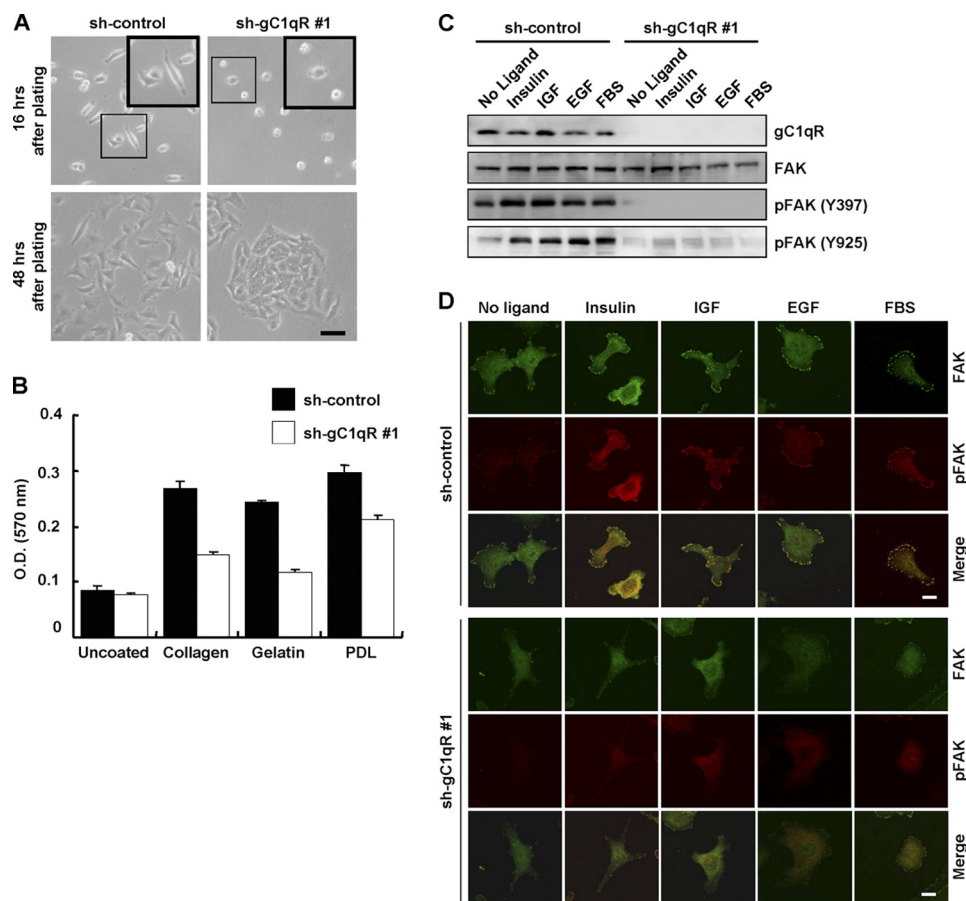 A
sh-control sh-gC1qR #1
16 hrs
after plating
48 hrs
after plating
B
sh-control
sh-gC1qR #1
O.D. (570 nm)
0.4
0.3
0.2
0.1
0
Uncoated Collagen Gelatin PDL
C
sh-control sh-gC1qR #1
No Ligand Insulin IGF EGF FBS No Ligand Insulin IGF EGF FBS
gC1qR
FAK
pFAK (Y397)
pFAK (Y925)
D
No ligand Insulin IGF EGF FBS
sh-control
FAK
pFAK
Merge
sh-gC1qR #1
FAK
pFAK
Merge